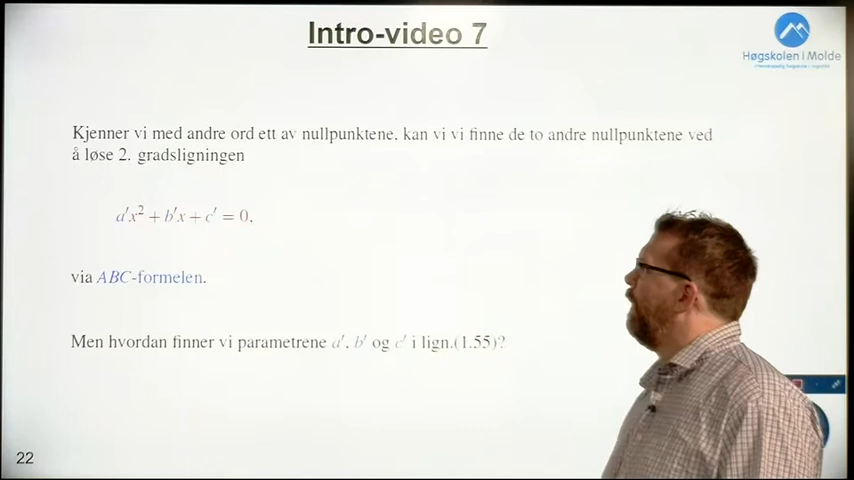 Intro-video 7
Høgskolen i Molde
Kjenner vi med andre ord ett av nullpunktene, kan vi vi finne de to andre nullpunktene ved
å løse 2. gradsligningen
a′x² + b′x + c′ = 0,
via ABC-formelen.
Men hvordan finner vi parametrene a′, b′ og c′ i lign.(1.55)?
22